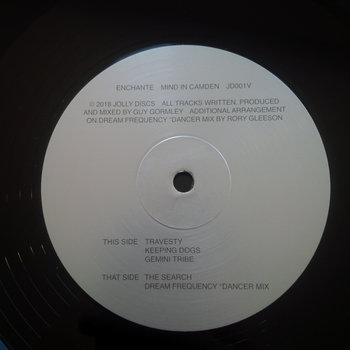 ENCHANTE MIND IN CAMDEN JD001V
© 2018 JOLLY DISCS ALL TRACKS WRITTEN, PRODUCED
AND MIXED BY GUY GORMLEY ADDITIONAL ARRANGEMENT
ON DREAM FREQUENCY "DANCER MIX BY RORY GLEESON
THIS SIDE TRAVESTY
KEEPING DOGS
GEMINI TRIBE
THAT SIDE THE SEARCH
DREAM FREQUENCY "DANCER MIX